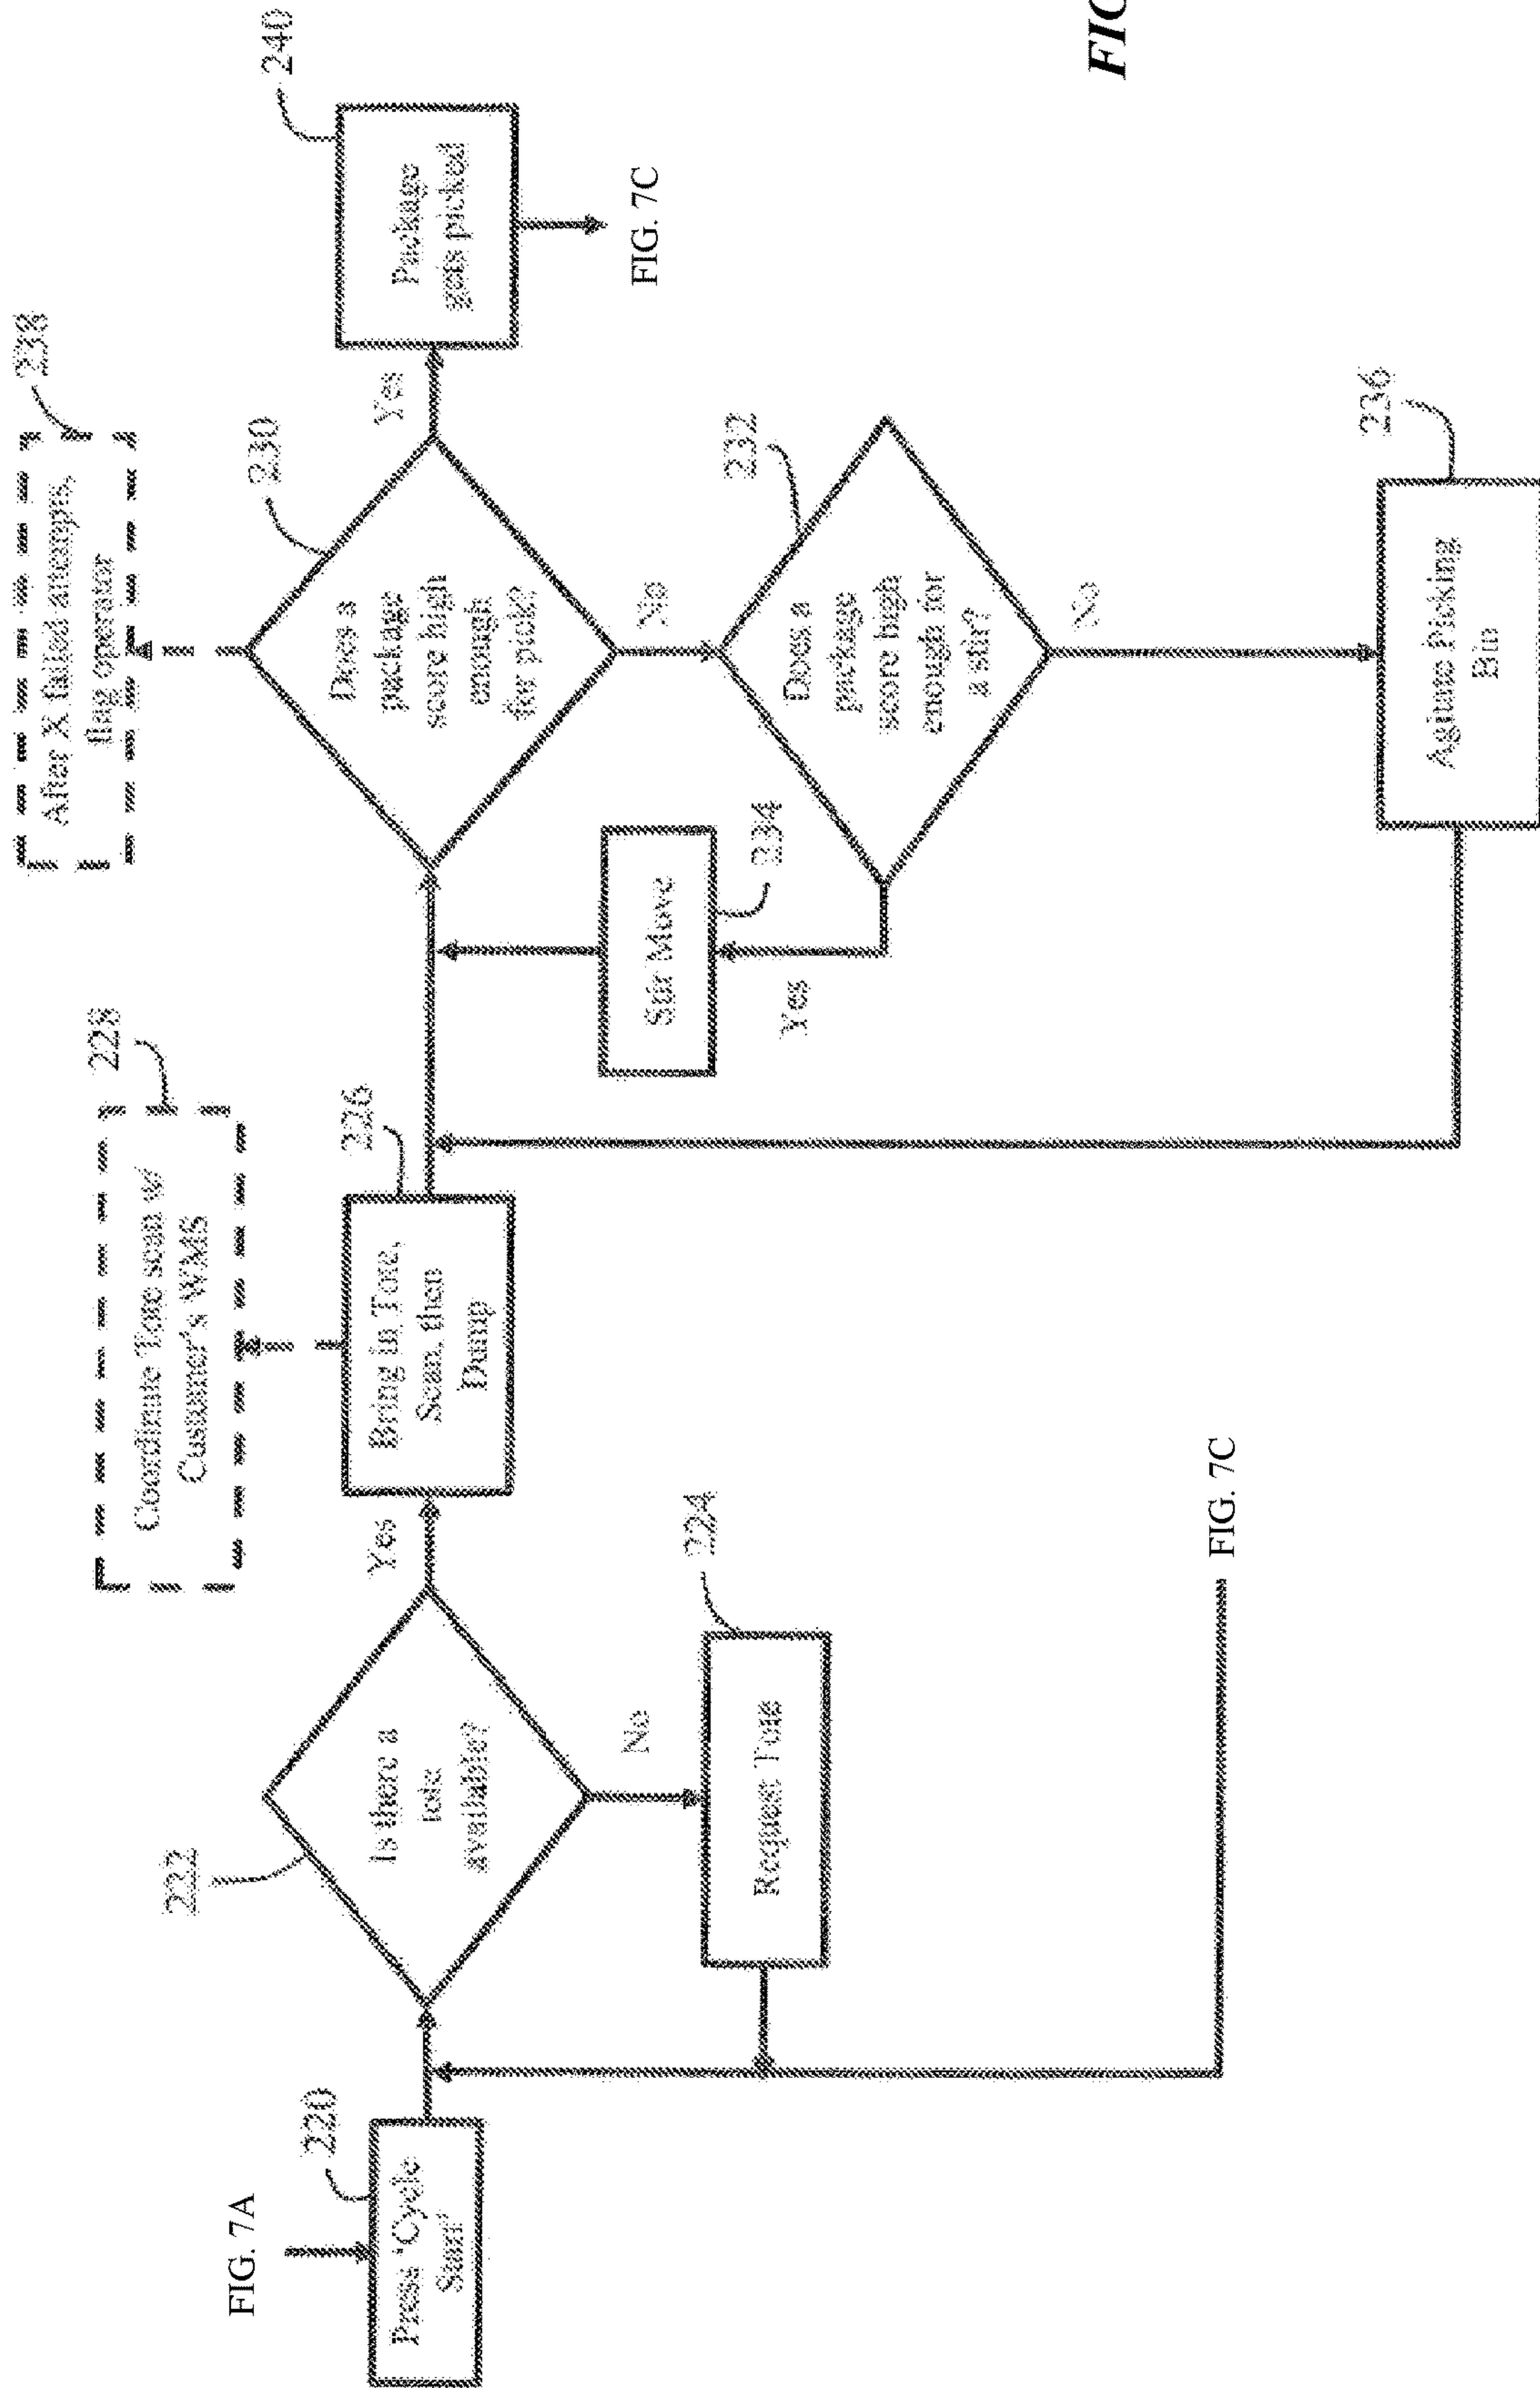 FIG. 7A
220
Press 'Cycle
Start'
222
Is there a
tote
available?
No
Yes
224
Request Tote
FIG. 7C
228
Coordinate Tote scan w/
Customer's WMS
226
Bring in Tote,
Scan, then
Dump
238
After X failed attempts,
flag operator
230
Does a
package
score high
enough
for pick?
Yes
No
240
Package
gets picked
FIG. 7C
232
Does a
package
score high
enough for
a stir?
Yes
No
234
Stir Move
236
Agitate Picking
Bin
FIG